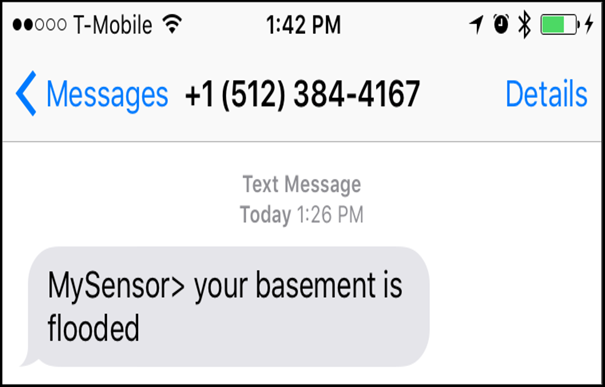 T-Mobile 1:42 PM
Messages +1 (512) 384-4167 Details
Text Message
Today 1:26 PM
MySensor> your basement is
flooded